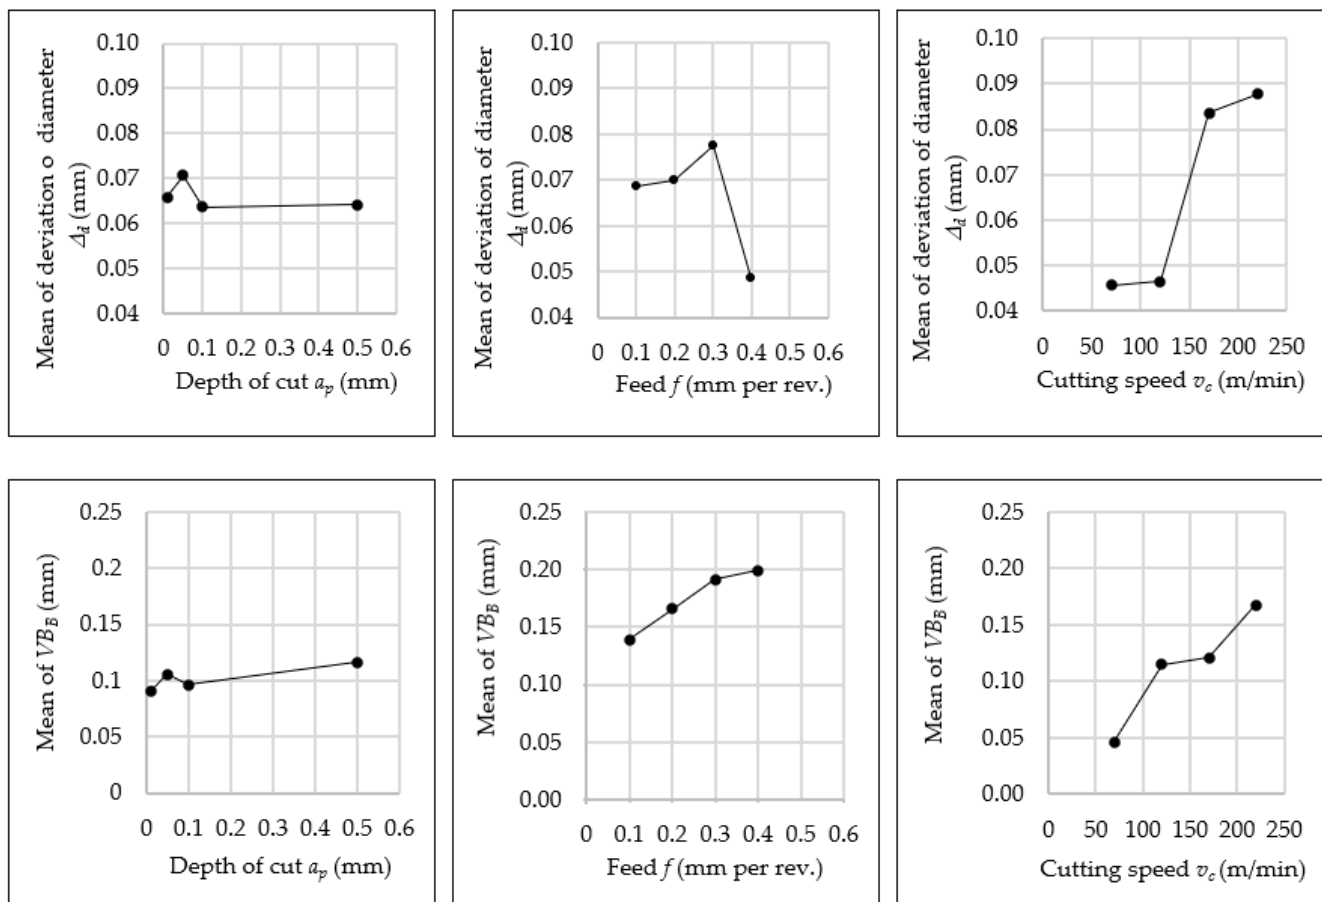 Mean of deviation o diameter
Δd (mm)
0.10
0.09
0.08
0.07
0.06
0.05
0.04
0 0.1 0.2 0.3 0.4 0.5 0.6
Depth of cut ap (mm)
Mean of deviation of diameter
Δd (mm)
0.10
0.09
0.08
0.07
0.06
0.05
0.04
0 0.1 0.2 0.3 0.4 0.5 0.6
Feed f (mm per rev.)
Mean of deviation of diameter
Δd (mm)
0.10
0.09
0.08
0.07
0.06
0.05
0.04
0 50 100 150 200 250
Cutting speed vc (m/min)
Mean of VBB (mm)
0.25
0.2
0.15
0.1
0.05
0
0 0.1 0.2 0.3 0.4 0.5 0.6
Depth of cut ap (mm)
Mean of VBB (mm)
0.25
0.20
0.15
0.10
0.05
0.00
0 0.1 0.2 0.3 0.4 0.5 0.6
Feed f (mm per rev.)
Mean of VBB (mm)
0.25
0.20
0.15
0.10
0.05
0.00
0 50 100 150 200 250
Cutting speed vc (m/min)